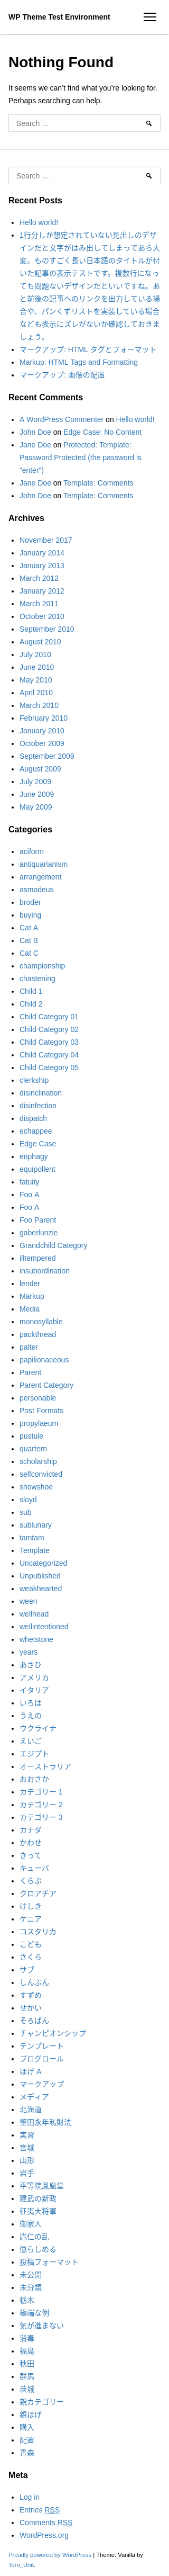 WP Theme Test Environment
Nothing Found
It seems we can't find what you're looking for.
Perhaps searching can help.
Search …
Search …
Recent Posts
Hello world!
1行分しか想定されていない見出しのデザ
インだと文字がはみ出してしまってあら大
変。ものすごく長い日本語のタイトルが付
いた記事の表示テストです。複数行になっ
ても問題ないデザインだといいですね。あ
と前後の記事へのリンクを出力している場
合や、パンくずリストを実装している場合
なども表示にズレがないか確認しておきま
しょう。
マークアップ: HTML タグとフォーマット
Markup: HTML Tags and Formatting
マークアップ: 画像の配置
Recent Comments
A WordPress Commenter on Hello world!
John Doe on Edge Case: No Content
Jane Doe on Protected: Template:
Password Protected (the password is
“enter”)
Jane Doe on Template: Comments
John Doe on Template: Comments
Archives
November 2017
January 2014
January 2013
March 2012
January 2012
March 2011
October 2010
September 2010
August 2010
July 2010
June 2010
May 2010
April 2010
March 2010
February 2010
January 2010
October 2009
September 2009
August 2009
July 2009
June 2009
May 2009
Categories
aciform
antiquarianism
arrangement
asmodeus
broder
buying
Cat A
Cat B
Cat C
championship
chastening
Child 1
Child 2
Child Category 01
Child Category 02
Child Category 03
Child Category 04
Child Category 05
clerkship
disinclination
disinfection
dispatch
echappee
Edge Case
enphagy
equipollent
fatuity
Foo A
Foo A
Foo Parent
gaberlunzie
Grandchild Category
illtempered
insubordination
lender
Markup
Media
monosyllable
packthread
palter
papilionaceous
Parent
Parent Category
personable
Post Formats
propylaeum
pustule
quartern
scholarship
selfconvicted
showshoe
sloyd
sub
sublunary
tamtam
Template
Uncategorized
Unpublished
weakhearted
ween
wellhead
wellintentioned
whetstone
years
あさひ
アメリカ
イタリア
いろは
うえの
ウクライナ
えいご
エジプト
オーストラリア
おおさか
カテゴリー 1
カテゴリー 2
カテゴリー 3
カナダ
かわせ
きって
キューバ
くらぶ
クロアチア
けしき
ケニア
コスタリカ
こども
さくら
サブ
しんぶん
すずめ
せかい
そろばん
チャンピオンシップ
テンプレート
ブログロール
ほげ A
マークアップ
メディア
北海道
墾田永年私財法
実習
宮城
山形
岩手
平等院鳳凰堂
建武の新政
征夷大将軍
御家人
応仁の乱
懲らしめる
投稿フォーマット
未公開
未分類
栃木
極端な例
気が進まない
消毒
福島
秋田
群馬
茨城
親カテゴリー
親ほげ
購入
配置
青森
Meta
Log in
Entries RSS
Comments RSS
WordPress.org
Proudly powered by WordPress | Theme: Vanilla by
Toro_Unit.